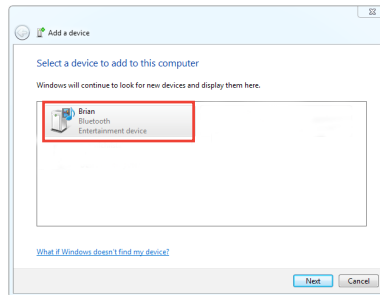 Add a device
Select a device to add to this computer
Windows will continue to look for new devices and display them here.
Brian
Bluetooth
Entertainment device
What if Windows doesn't find my device?
Next
Cancel